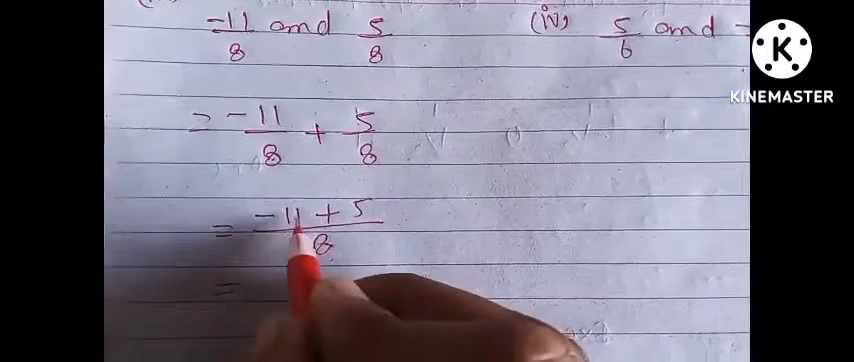 -11/8 and 5/8 (iv) 5/6 and -
KINEMASTER
= -11/8 + 5/8
= -11 + 5/8
=